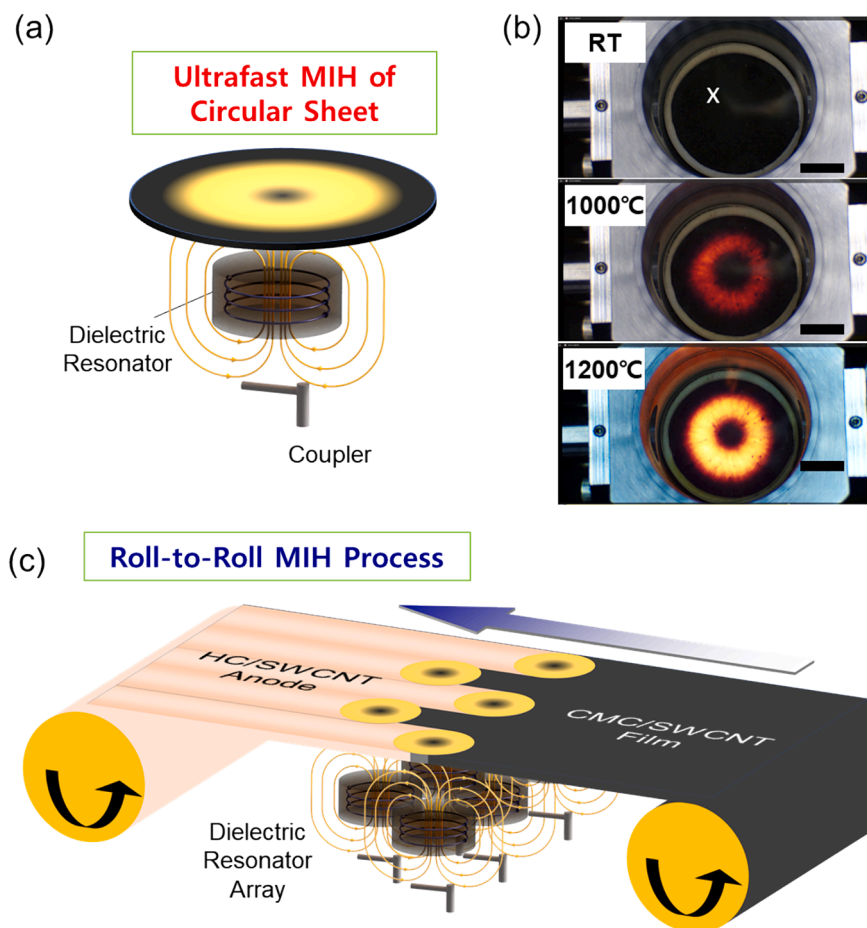 (a)
Ultrafast MIH of
Circular Sheet
Dielectric
Resonator
Coupler
(b)
RT
X
1000℃
1200℃
(c)
Roll-to-Roll MIH Process
HC/SWCNT
Anode
CMC/SWCNT
Film
Dielectric
Resonator
Array